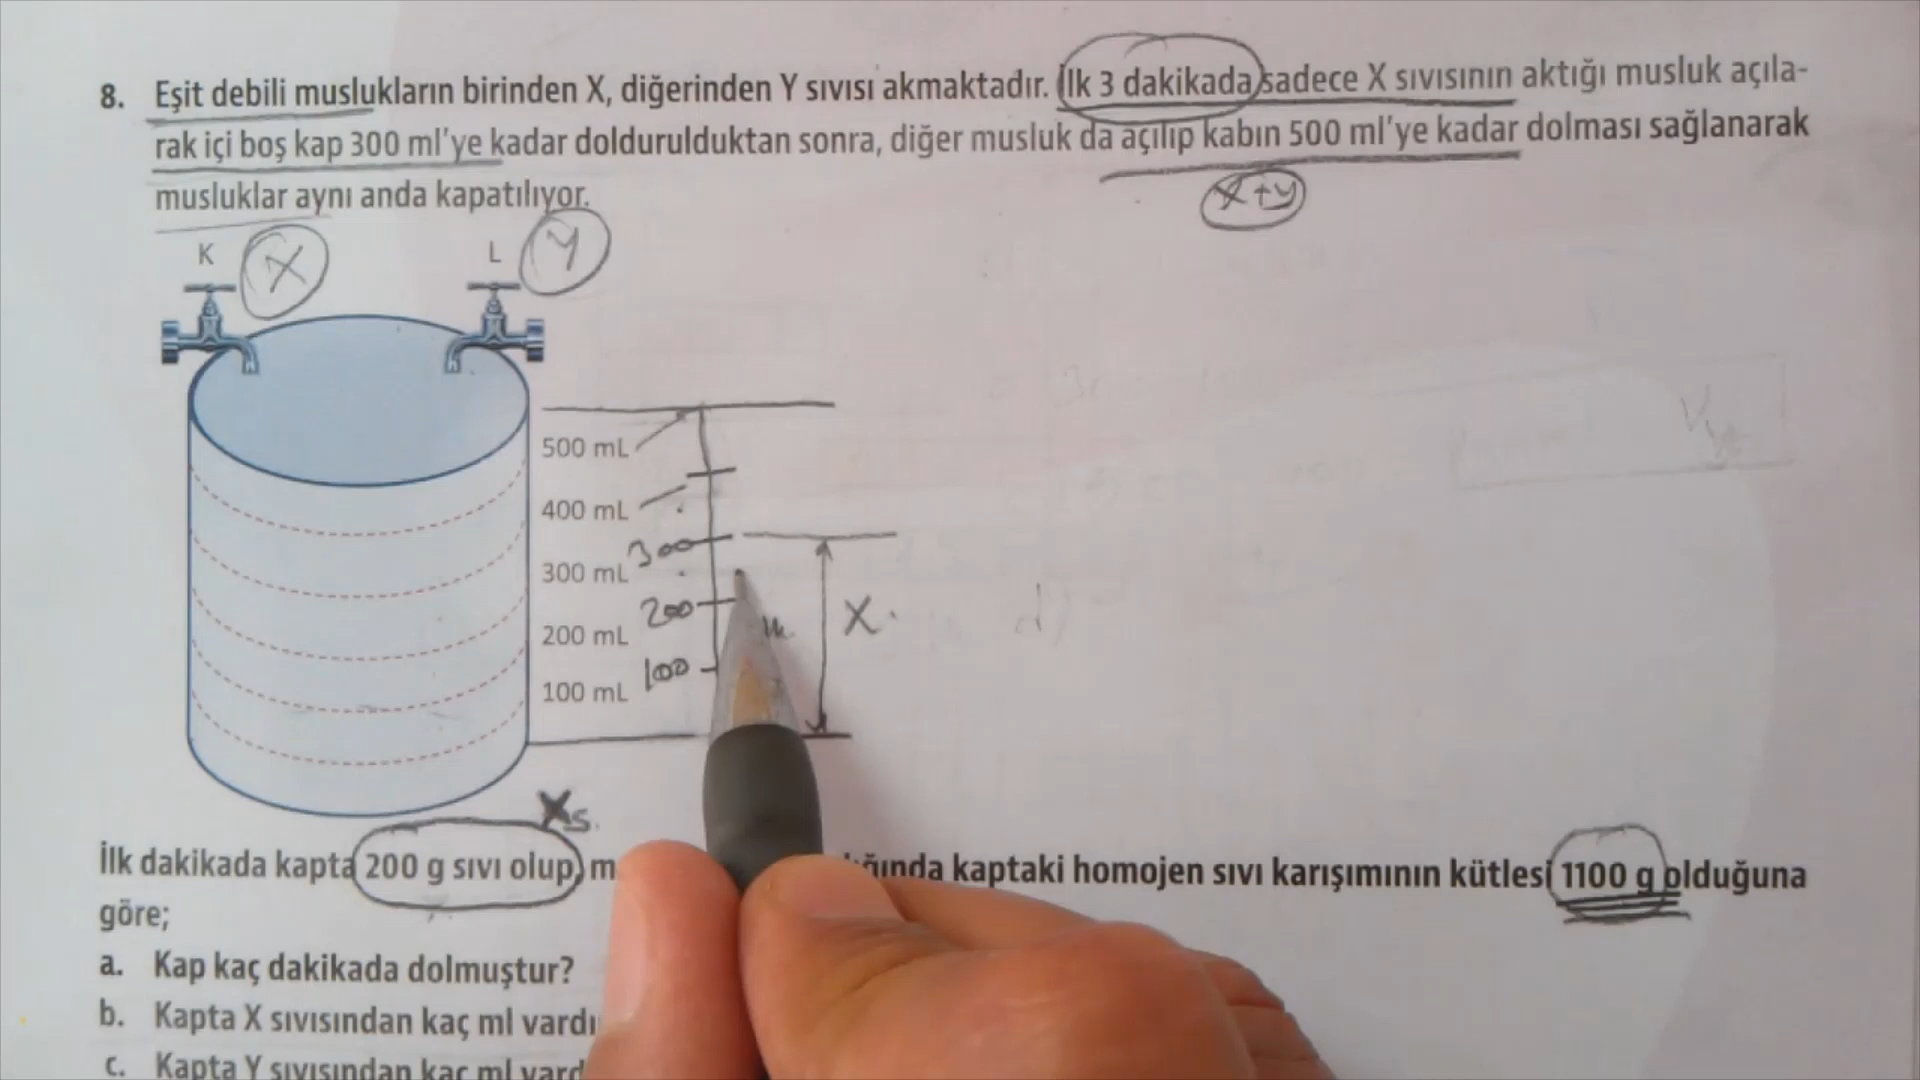 8. Eşit debili muslukların birinden X, diğerinden Y sıvısı akmaktadır. İlk 3 dakikada sadece X sıvısının aktığı musluk açıla-
rak içi boş kap 300 ml'ye kadar doldurulduktan sonra, diğer musluk da açılıp kabın 500 ml'ye kadar dolması sağlanarak
musluklar aynı anda kapatılıyor.
x+y
K X L Y
500 mL
400 mL
300
300 mL
200
X
200 mL
100
100 mL
Xs.
İlk dakikada kapta 200 g sıvı olup, kaptaki homojen sıvı karışımının kütlesi 1100 g olduğuna
göre;
a. Kap kaç dakikada dolmuştur?
b. Kapta X sıvısından kaç ml
c. Kapta Y sıvısından kaç ml